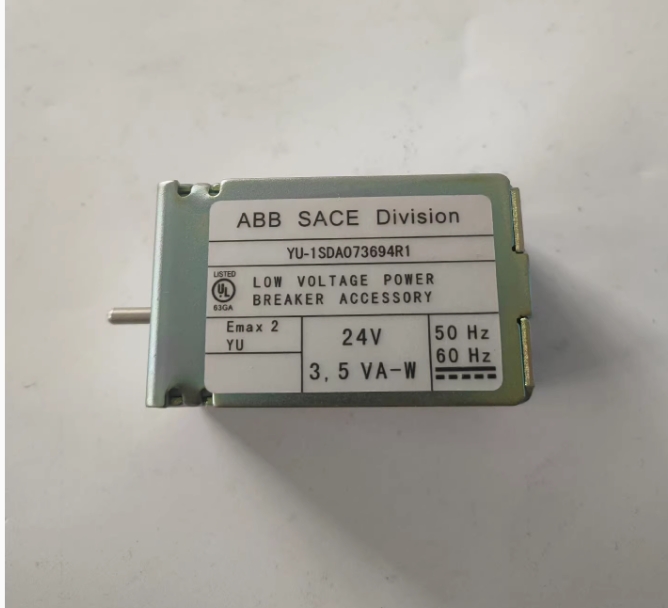 ABB SACE Division
YU-1SDA073694R1
LISTED
UL
63GA
LOW VOLTAGE POWER
BREAKER ACCESSORY
Emax 2
YU
24V
3,5 VA-W
50 Hz
60 Hz